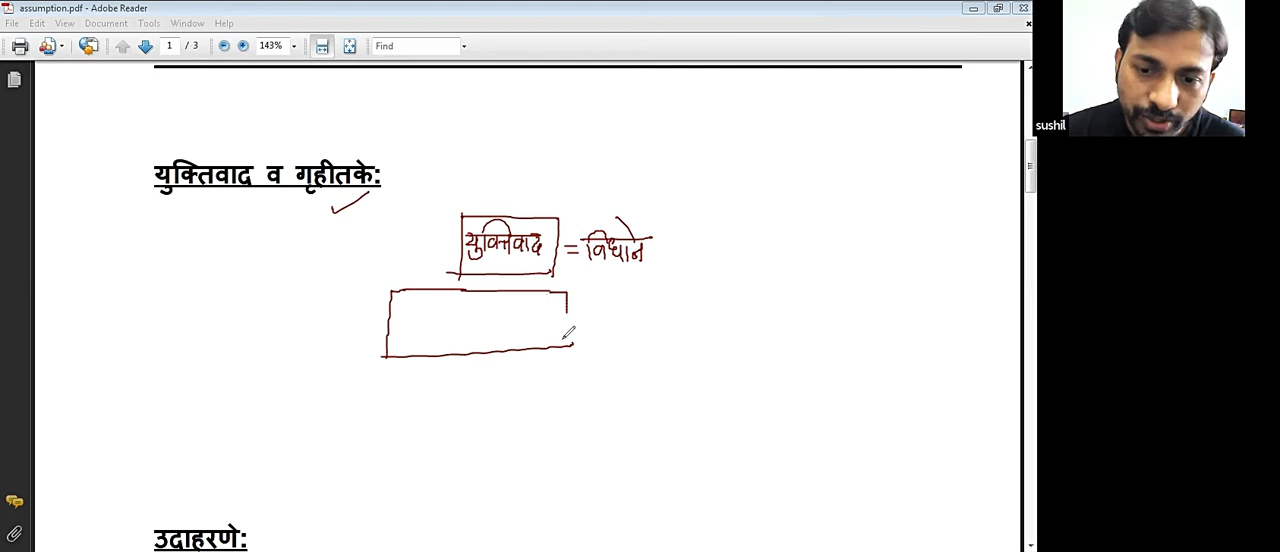 assumption.pdf - Adobe Reader
File Edit View Document Tools Window Help
1 / 3 143% Find
sushil
युक्तिवाद व गृहीतके:
युक्तिवाद = विधाने
उदाहरणे: